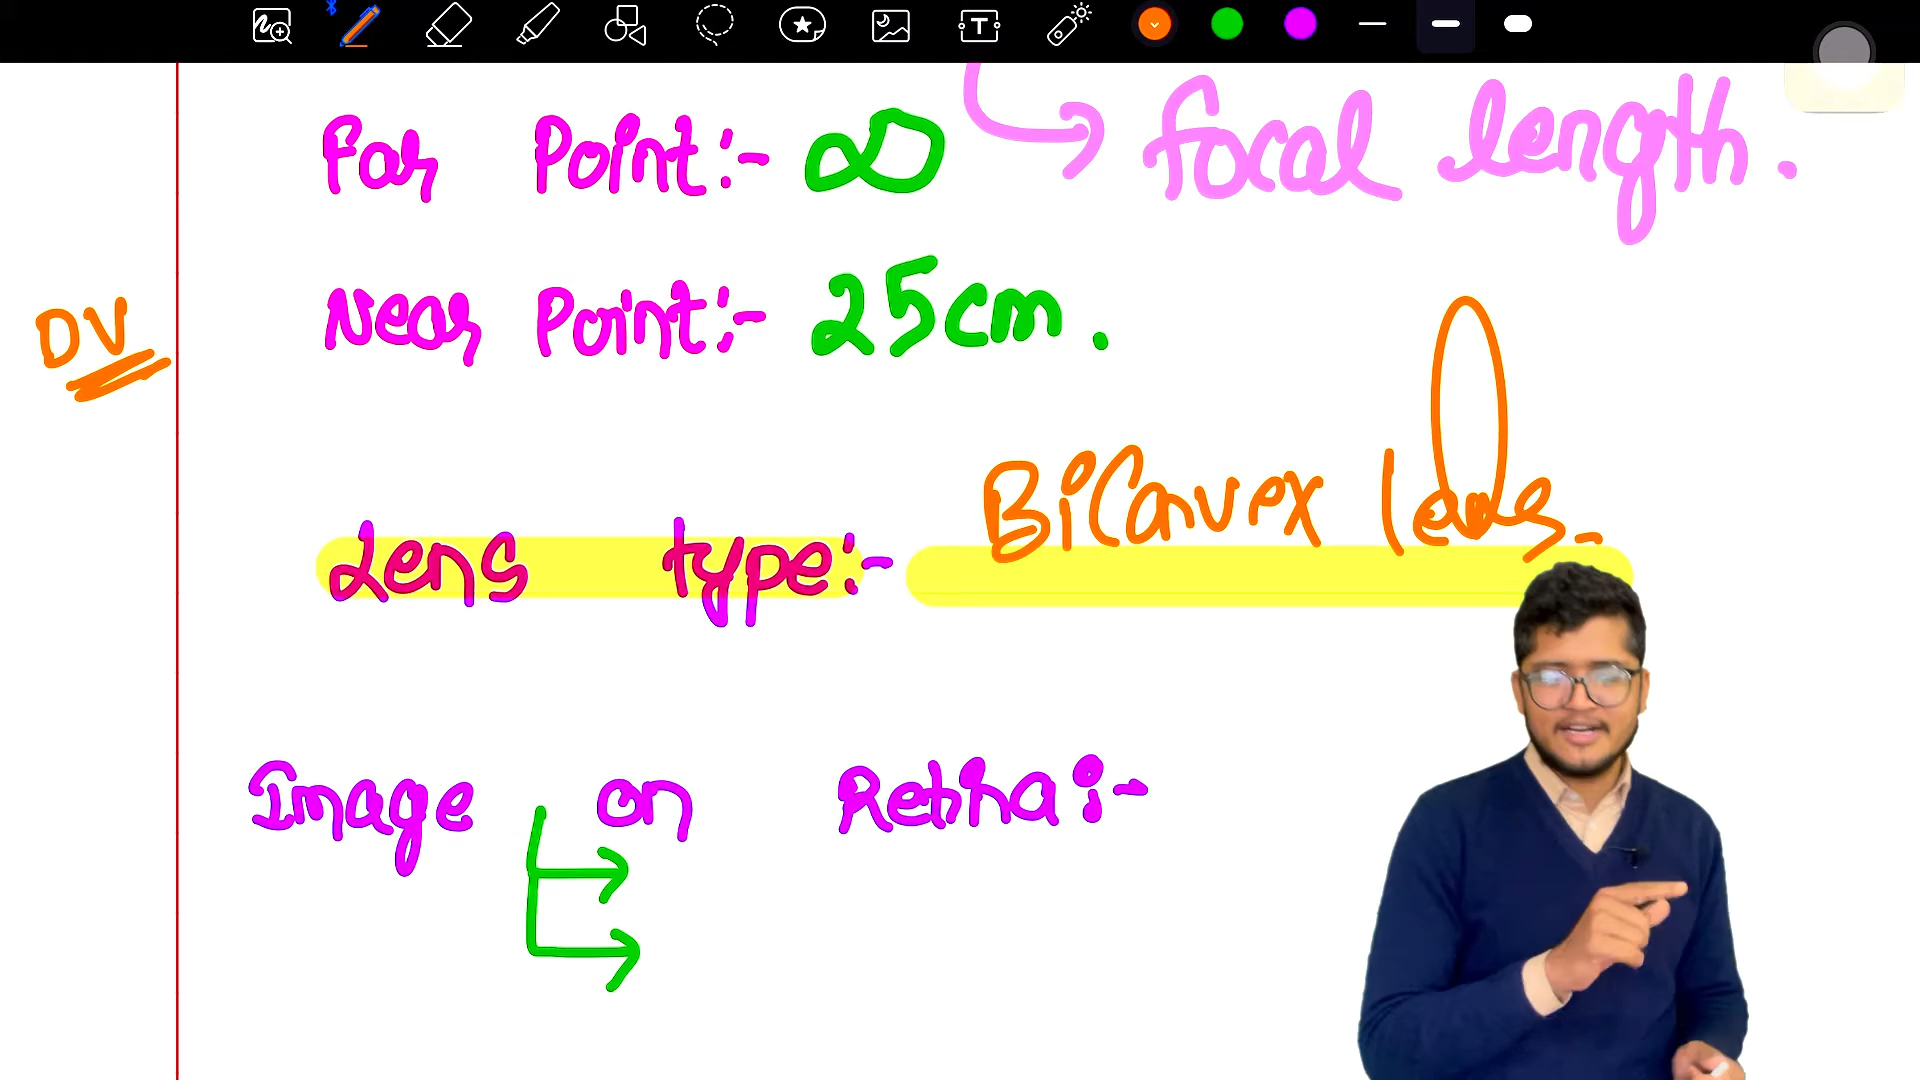 focal length.
Far Point:- ∞
Near Point:- 25cm.
DV
BiConvex lens.
Lens type:-
Image on Retina:-